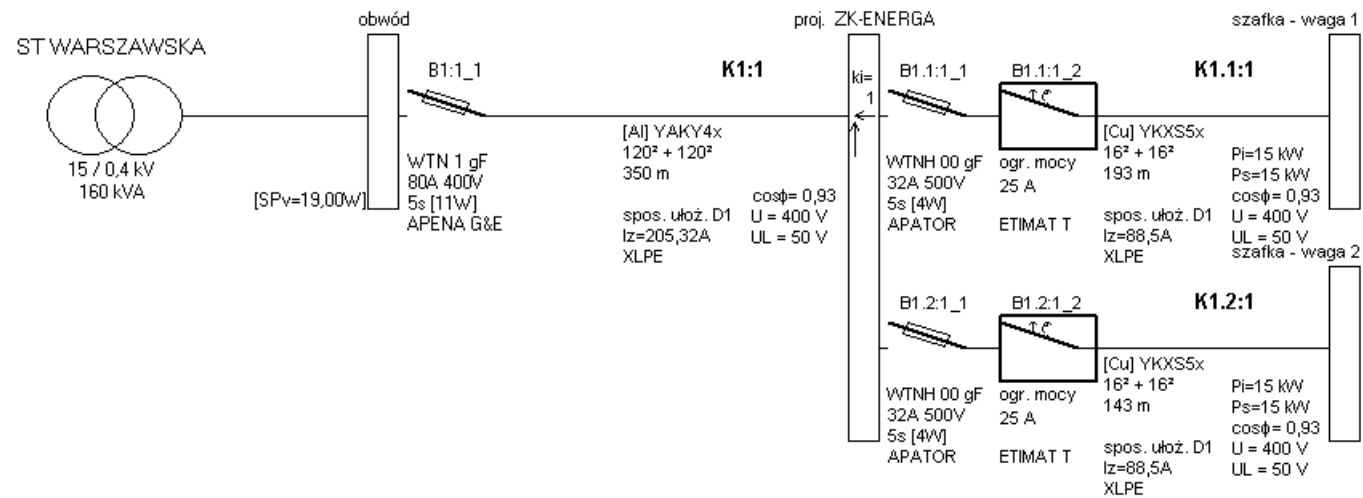 ST WARSZAWSKA
15 / 0,4 kV
160 kVA
obwód
[SPv=19,00W]
B1:1_1
WTN 1 gF
80A 400V
5s [11W]
APENA G&E
K1:1
[Al] YAKY4x
120² + 120²
350 m
spos. ułoż. D1
Iz=205,32A
XLPE
cosϕ= 0,93
U = 400 V
UL = 50 V
proj. ZK-ENERGA
ki=
1
B1.1:1_1
WTNH 00 gF
32A 500V
5s [4W]
APATOR
B1.1:1_2
ogr. mocy
25 A
ETIMAT T
K1.1:1
[Cu] YKXS5x
16² + 16²
193 m
spos. ułoż. D1
Iz=88,5A
XLPE
Pi=15 kW
Ps=15 kW
cosϕ= 0,93
U = 400 V
UL = 50 V
szafka - waga 1
B1.2:1_1
WTNH 00 gF
32A 500V
5s [4W]
APATOR
B1.2:1_2
ogr. mocy
25 A
ETIMAT T
K1.2:1
[Cu] YKXS5x
16² + 16²
143 m
spos. ułoż. D1
Iz=88,5A
XLPE
Pi=15 kW
Ps=15 kW
cosϕ= 0,93
U = 400 V
UL = 50 V
szafka - waga 2